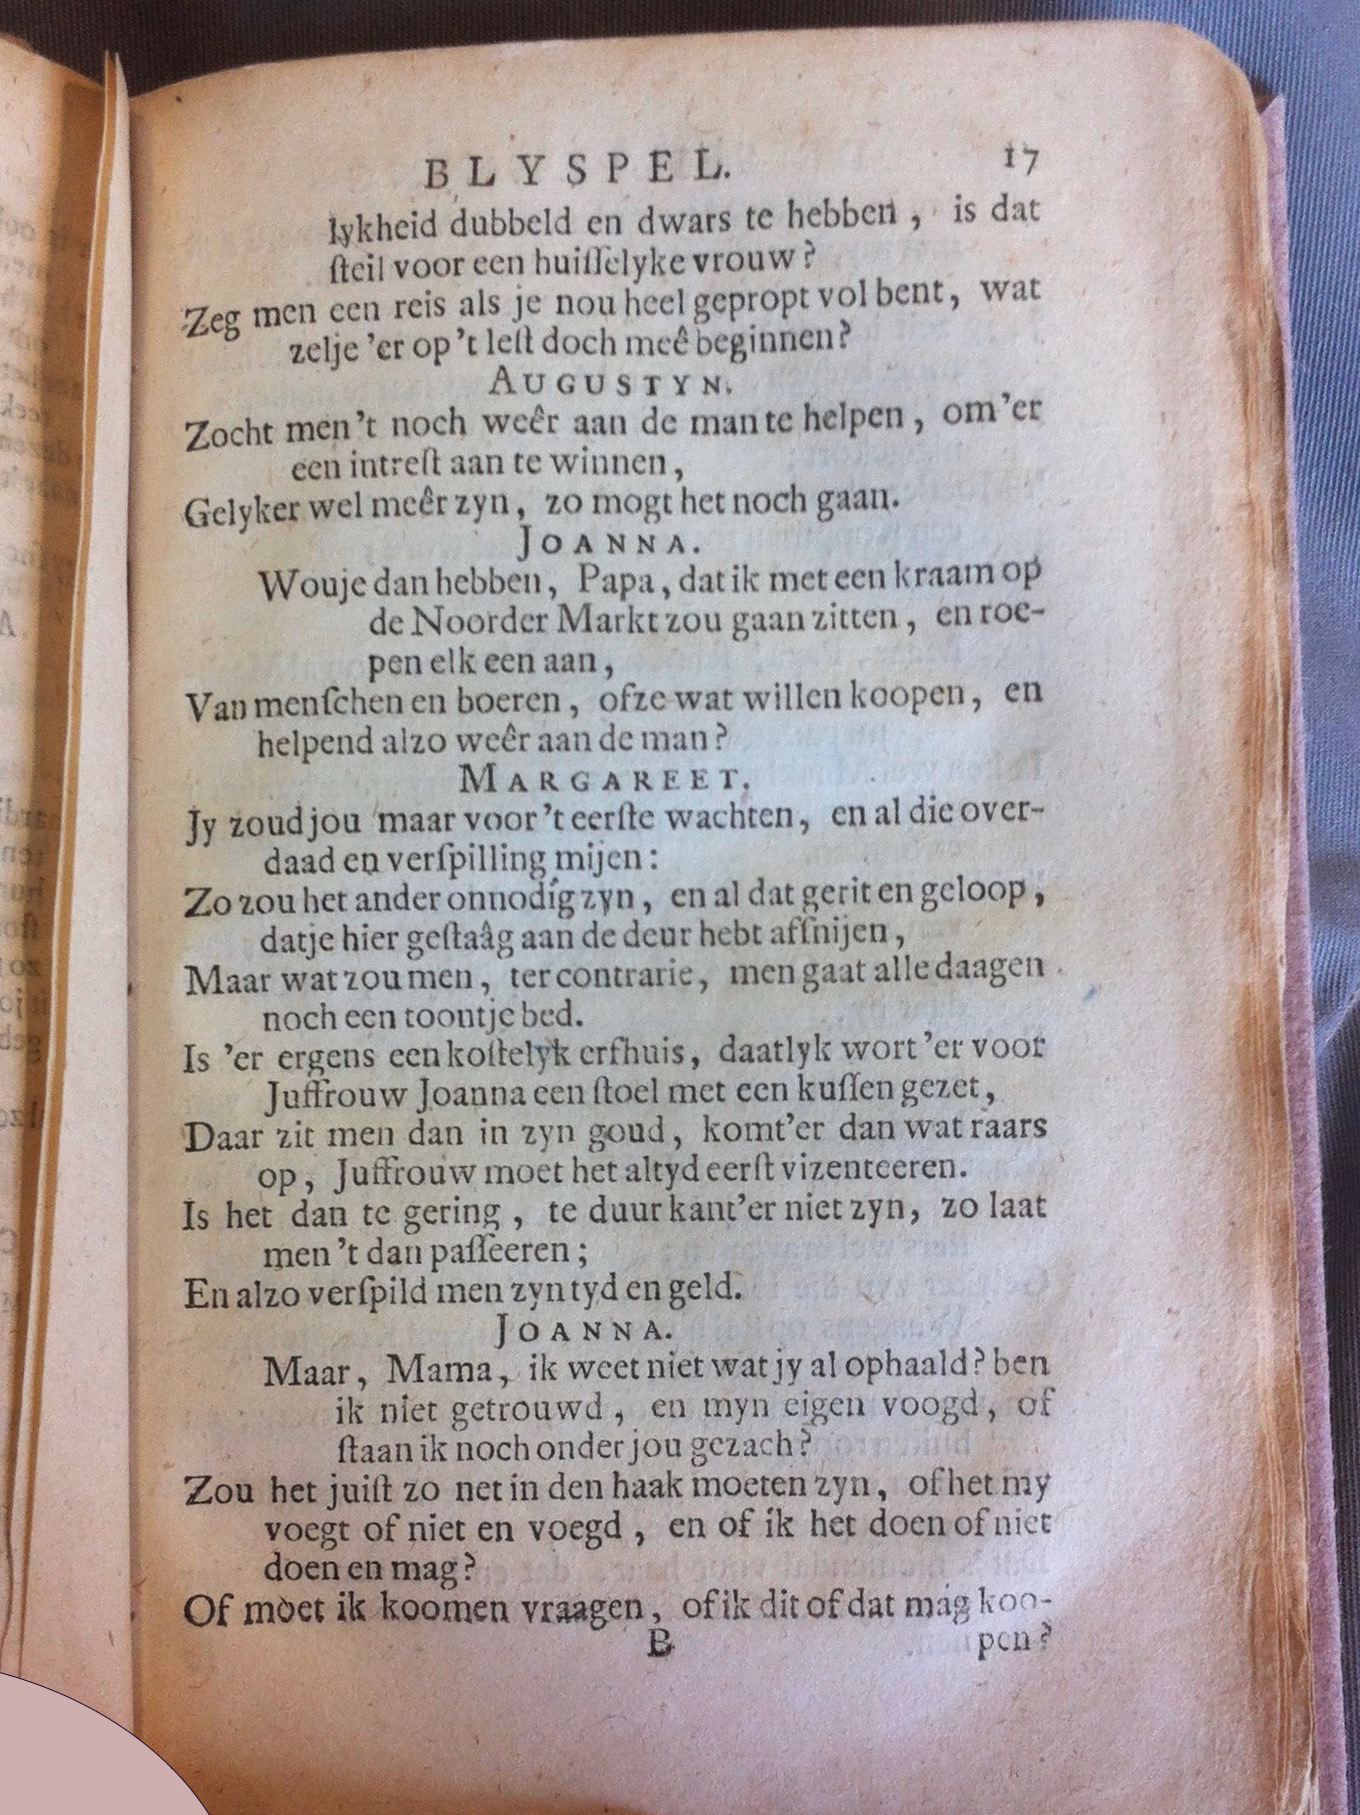 BLYSPEL. 17
lykheid dubbeld en dwars te hebben, is dat
ſteil voor een huiſſelyke vrouw?
Zeg men een reis als je nou heel gepropt vol bent, wat
zelje 'er op 't leſt doch meê beginnen?
AUGUSTYN.
Zocht men 't noch weêr aan de man te helpen, om 'er
een intreſt aan te winnen,
Gelyker wel meêr zyn, zo mogt het noch gaan.
JOANNA.
Wouje dan hebben, Papa, dat ik met een kraam op
de Noorder Markt zou gaan zitten, en roe-
pen elk een aan,
Van menſchen en boeren, ofze wat willen koopen, en
helpend alzo weêr aan de man?
MARGAREET.
Jy zoud jou maar voor 't eerſte wachten, en al die over-
daad en verſpilling mijen:
Zo zou het ander onnodig zyn, en al dat gerit en geloop,
datje hier geſtaâg aan de deur hebt afſnijen,
Maar wat zou men, ter contrarie, men gaat alle daagen
noch een toontje bed.
Is 'er ergens een koſtelyk erfhuis, daatlyk wort 'er voor
Juffrouw Joanna een ſtoel met een kuſſen gezet,
Daar zit men dan in zyn goud, komt'er dan wat raars
op, Juffrouw moet het altyd eerſt vizenteeren.
Is het dan te gering, te duur kant'er niet zyn, zo laat
men 't dan paſſeeren;
En alzo verſpild men zyn tyd en geld.
JOANNA.
Maar, Mama, ik weet niet wat jy al ophaald? ben
ik niet getrouwd, en myn eigen voogd, of
ſtaan ik noch onder jou gezach?
Zou het juiſt zo net in den haak moeten zyn, of het my
voegt of niet en voegd, en of ik het doen of niet
doen en mag?
Of moet ik koomen vraagen, of ik dit of dat mag koo-
B pen?